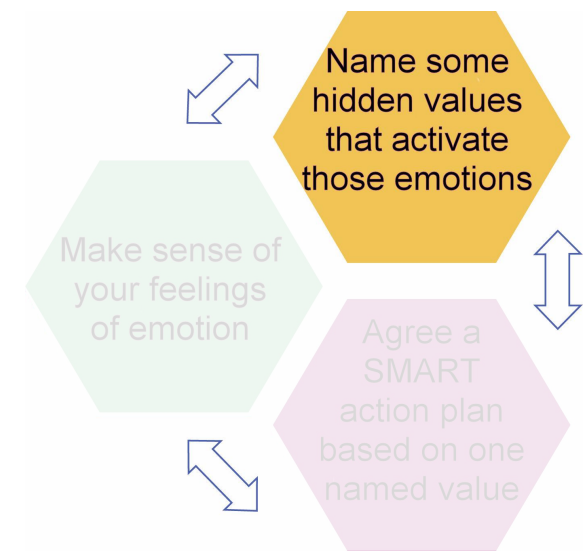 Name some
hidden values
that activate
those emotions
Make sense of
your feelings
of emotion
Agree a
SMART
action plan
based on one
named value